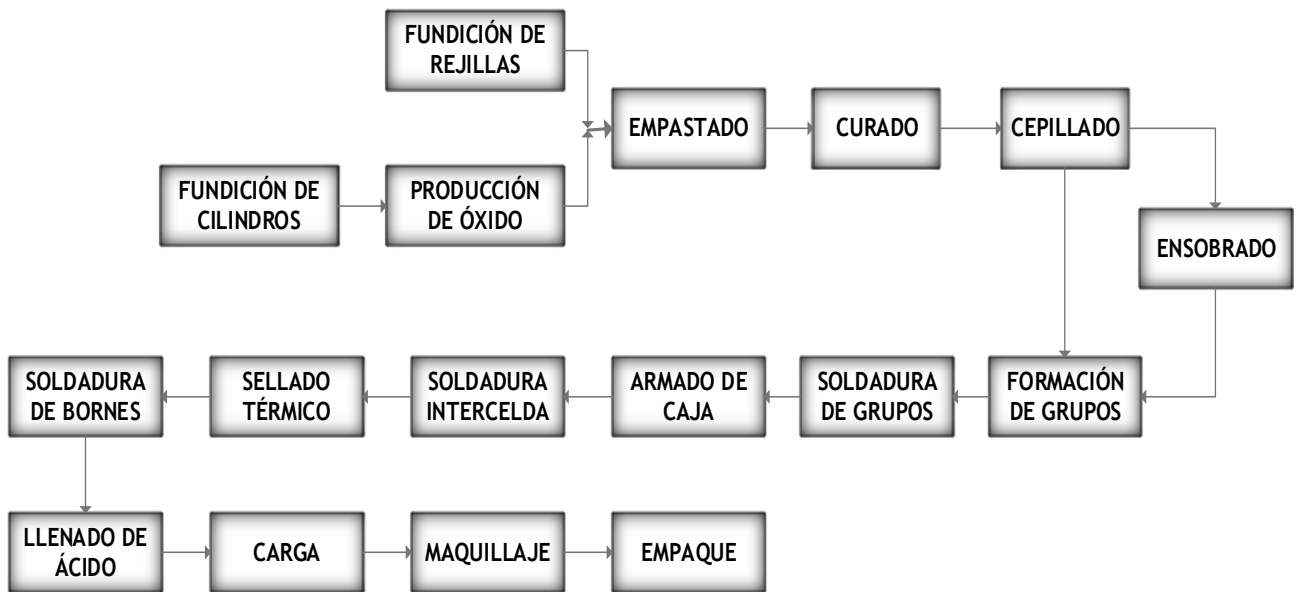 FUNDICIÓN DE
REJILLAS
EMPASTADO
CURADO
CEPILLADO
FUNDICIÓN DE
CILINDROS
PRODUCCIÓN
DE ÓXIDO
ENSOBRADO
SOLDADURA
DE BORNES
SELLADO
TÉRMICO
SOLDADURA
INTERCELDA
ARMADO DE
CAJA
SOLDADURA
DE GRUPOS
FORMACIÓN
DE GRUPOS
LLENADO DE
ÁCIDO
CARGA
MAQUILLAJE
EMPAQUE